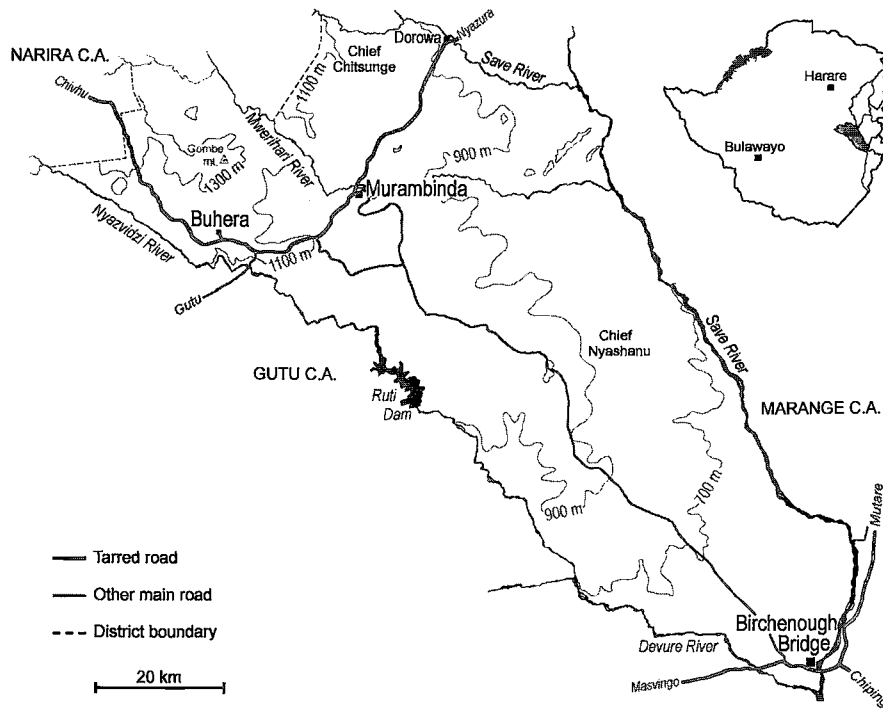 NARIRA C.A.
Chivhu
Gombe
mt.
1300 m
Mwerihari River
1100 m
Chief
Chitsunge
Dorowa
Nyazura
Save River
900 m
Harare
Bulawayo
Murambinda
Buhera
Nyazvidzi River
1100 m
Gutu
GUTU C.A.
Ruti
Dam
Chief
Nyashanu
Save River
MARANGE C.A.
700 m
900 m
Mutare
Birchenough
Bridge
Devure River
Masvingo
Chiping
Tarred road
Other main road
District boundary
20 km